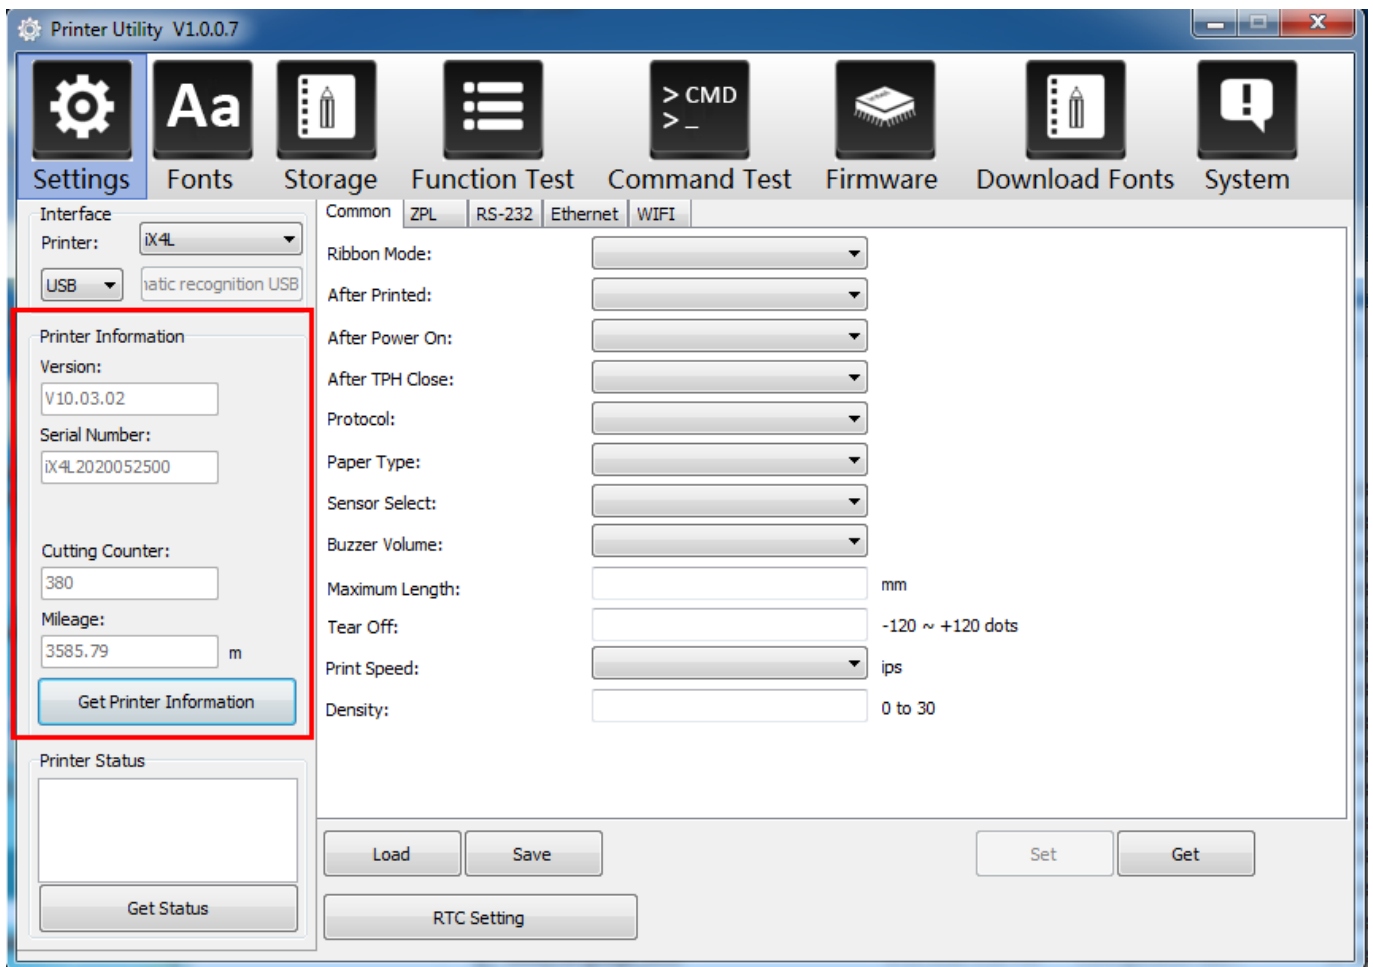 Printer Utility V1.0.0.7
Aa
> CMD
> _
Settings Fonts Storage Function Test Command Test Firmware Download Fonts System
Interface
Printer: iX4L
USB natic recognition USB
Printer Information
Version:
V10.03.02
Serial Number:
iX4L2020052500
Cutting Counter:
380
Mileage:
3585.79 m
Get Printer Information
Printer Status
Get Status
Common ZPL RS-232 Ethernet WIFI
Ribbon Mode:
After Printed:
After Power On:
After TPH Close:
Protocol:
Paper Type:
Sensor Select:
Buzzer Volume:
Maximum Length: mm
Tear Off: -120 ~ +120 dots
Print Speed: ips
Density: 0 to 30
Load Save Set Get
RTC Setting